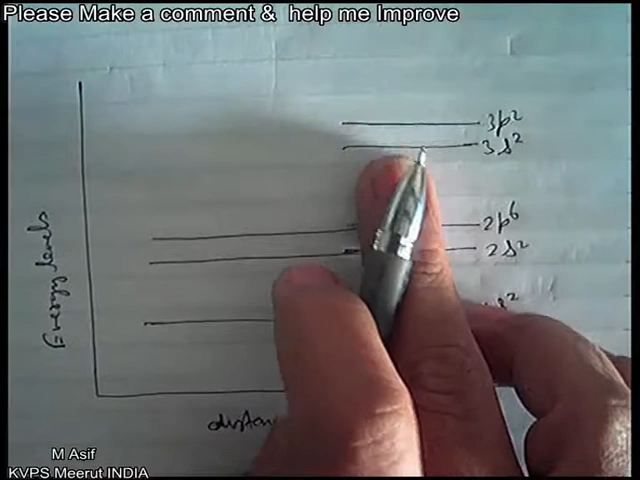 Please Make a comment & help me Improve
3p²
3s²
2p⁶
2s²
Energy levels
M Asif
KVPS Meerut INDIA